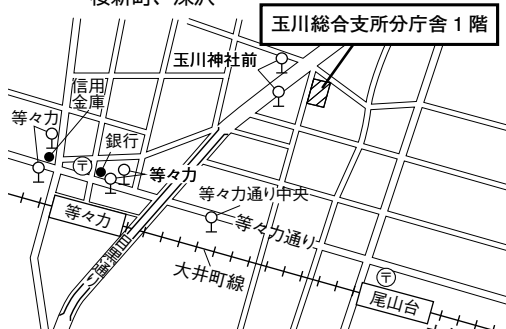 桜新町、深沢
玉川総合支所分庁舎1階
玉川神社前
信用
金庫
等々力
銀行
〒
等々力
等々力通り中央
等々力通り
等々力
目黒通り
大井町線
〒
尾山台